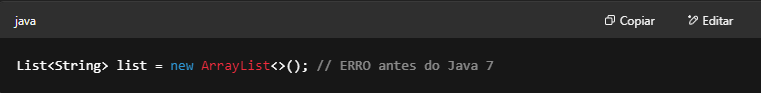 java Copiar Editar
List<String> list = new ArrayList<>(); // ERRO antes do Java 7